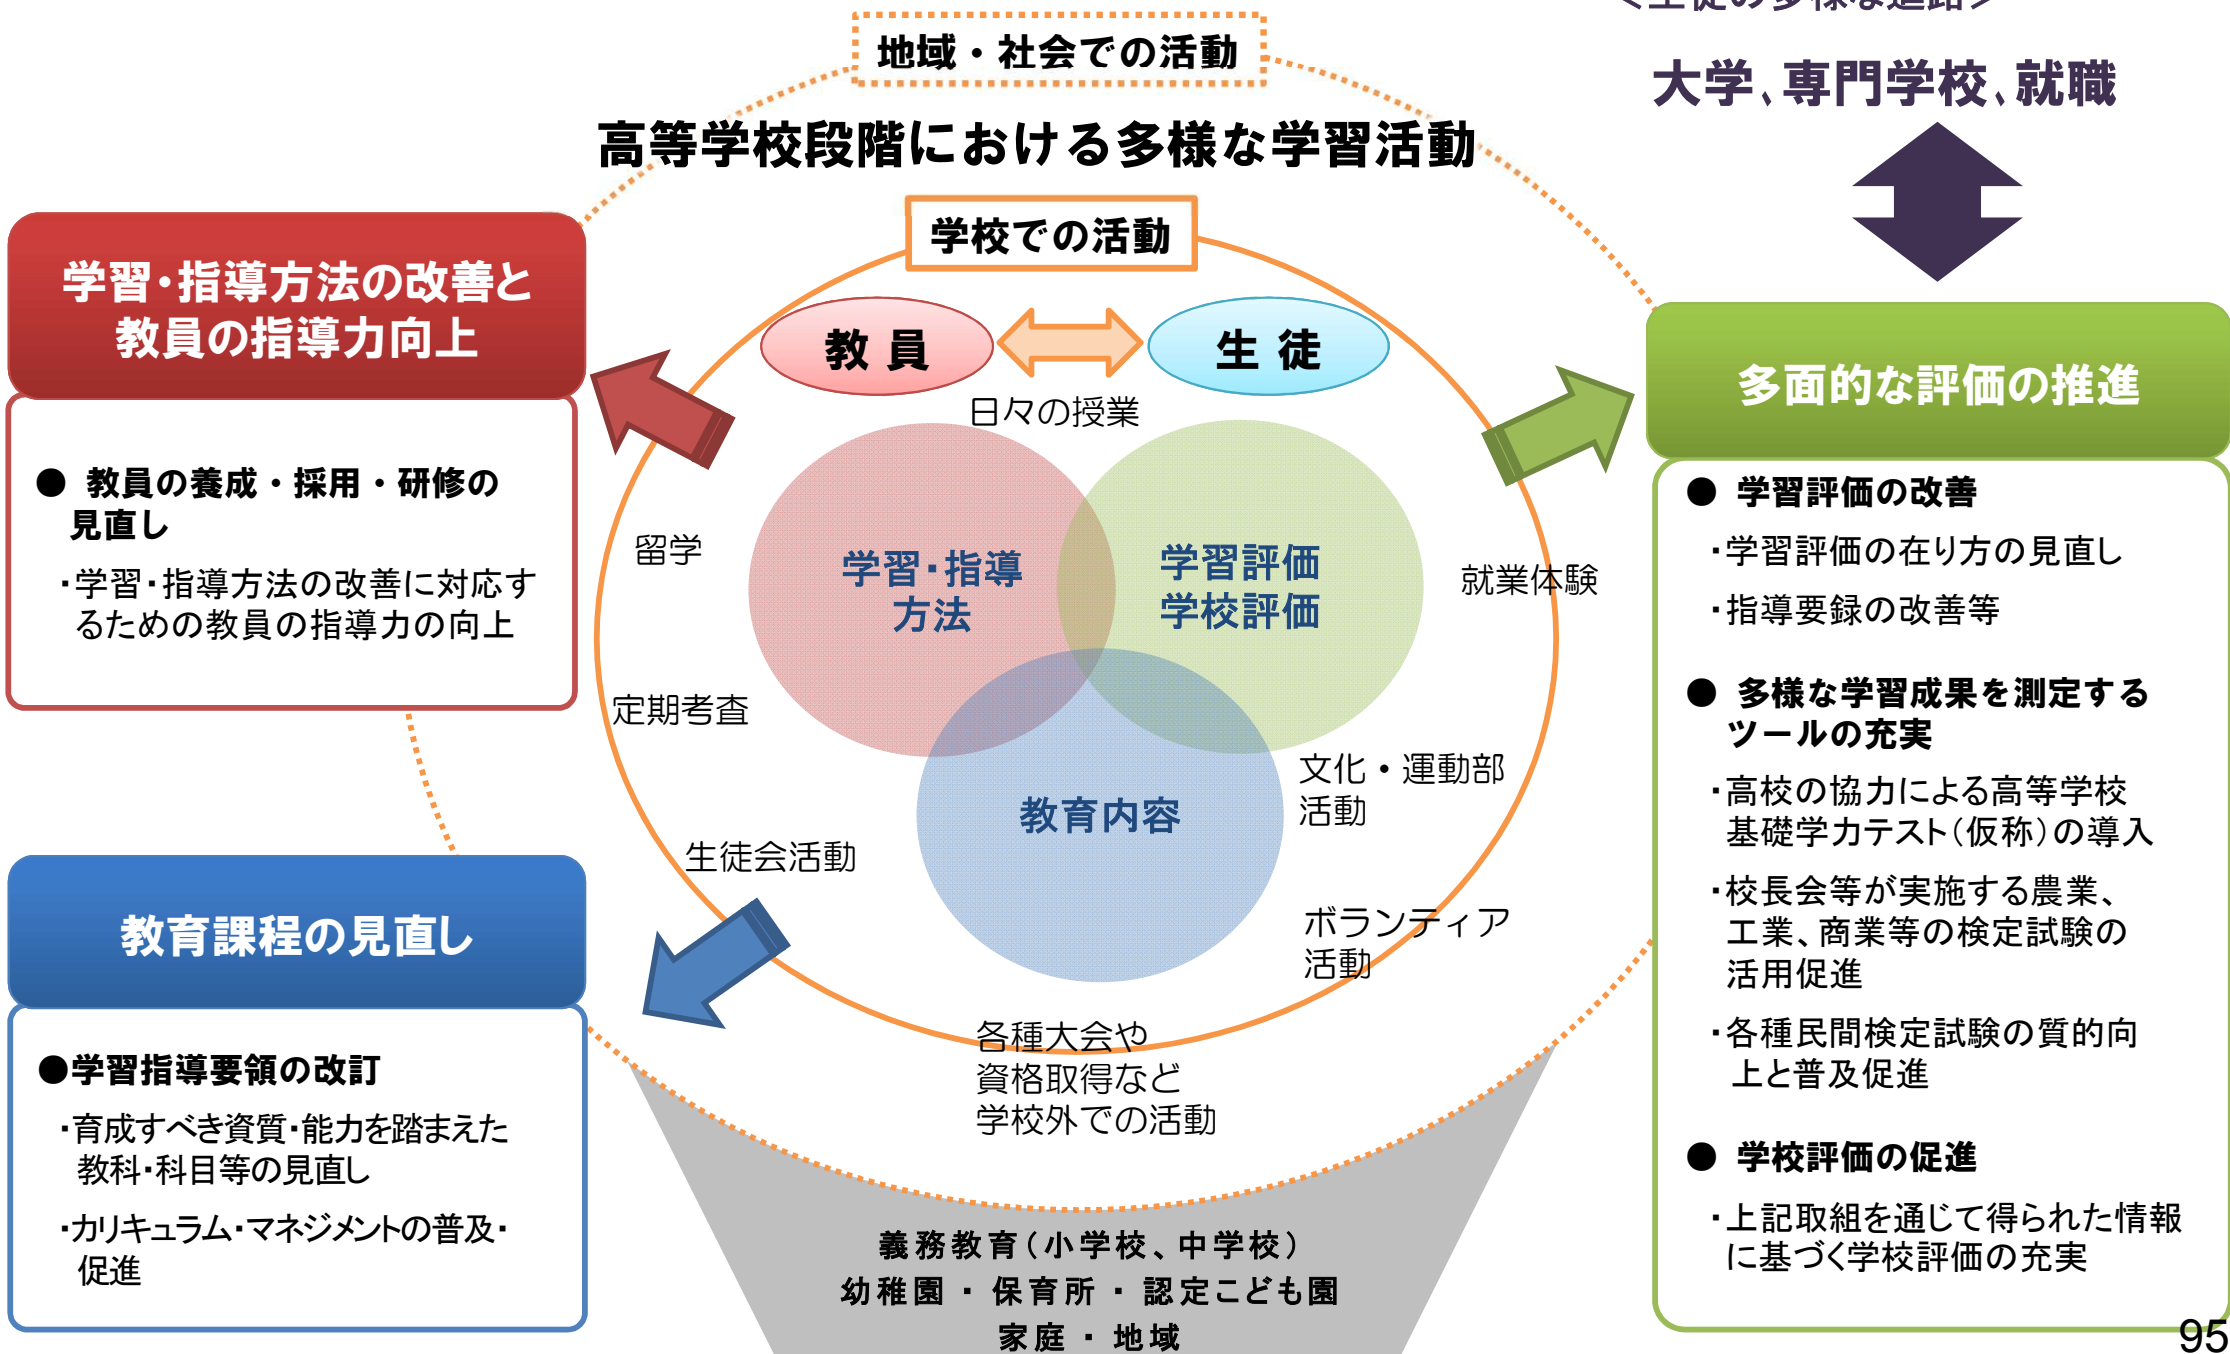 ＜生徒の多様な進路＞
大学、専門学校、就職
地域・社会での活動
高等学校段階における多様な学習活動
学校での活動
教 員
生 徒
日々の授業
学習・指導
方法
学習評価
学校評価
教育内容
留学
定期考査
生徒会活動
就業体験
文化・運動部
活動
ボランティア
活動
各種大会や
資格取得など
学校外での活動
学習・指導方法の改善と
教員の指導力向上
● 教員の養成・採用・研修の
見直し
・学習・指導方法の改善に対応す
るための教員の指導力の向上
教育課程の見直し
●学習指導要領の改訂
・育成すべき資質・能力を踏まえた
教科・科目等の見直し
・カリキュラム・マネジメントの普及・
促進
多面的な評価の推進
● 学習評価の改善
・学習評価の在り方の見直し
・指導要録の改善等
● 多様な学習成果を測定する
ツールの充実
・高校の協力による高等学校
基礎学力テスト（仮称）の導入
・校長会等が実施する農業、
工業、商業等の検定試験の
活用促進
・各種民間検定試験の質的向
上と普及促進
● 学校評価の促進
・上記取組を通じて得られた情報
に基づく学校評価の充実
義務教育（小学校、中学校）
幼稚園 ・ 保育所 ・ 認定こども園
家庭 ・ 地域
95